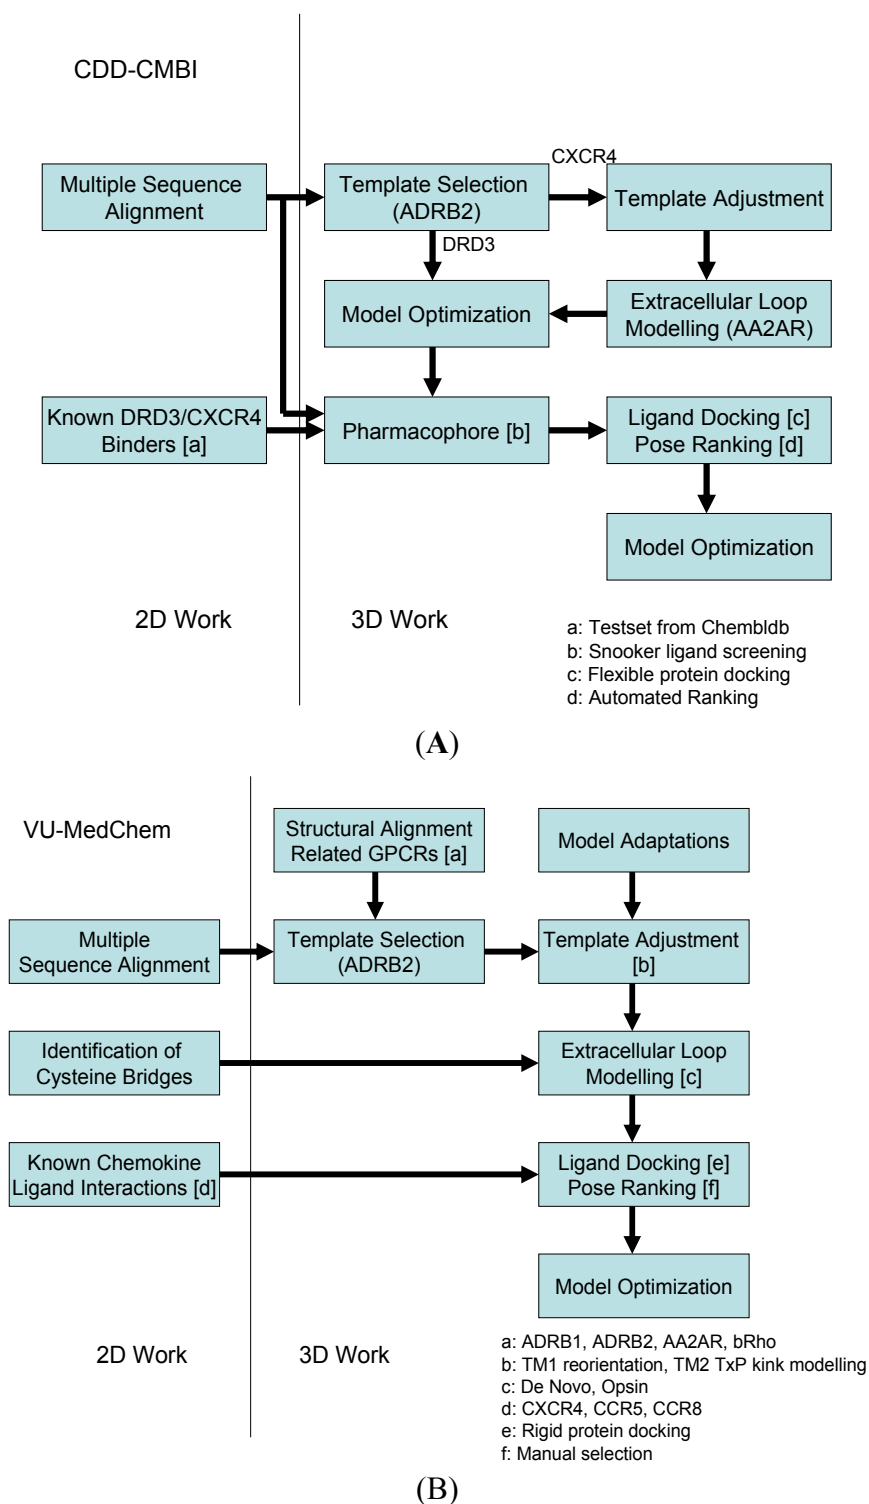 CDD-CMBI
CXCR4
Multiple Sequence
Alignment
Template Selection
(ADRB2)
Template Adjustment
DRD3
Model Optimization
Extracellular Loop
Modelling (AA2AR)
Known DRD3/CXCR4
Binders [a]
Pharmacophore [b]
Ligand Docking [c]
Pose Ranking [d]
Model Optimization
2D Work
3D Work
a: Testset from Chembldb
b: Snooker ligand screening
c: Flexible protein docking
d: Automated Ranking
(A)
VU-MedChem
Structural Alignment
Related GPCRs [a]
Model Adaptations
Multiple
Sequence Alignment
Template Selection
(ADRB2)
Template Adjustment
[b]
Identification of
Cysteine Bridges
Extracellular Loop
Modelling [c]
Known Chemokine
Ligand Interactions [d]
Ligand Docking [e]
Pose Ranking [f]
Model Optimization
2D Work
3D Work
a: ADRB1, ADRB2, AA2AR, bRho
b: TM1 reorientation, TM2 TxP kink modelling
c: De Novo, Opsin
d: CXCR4, CCR5, CCR8
e: Rigid protein docking
f: Manual selection
(B)